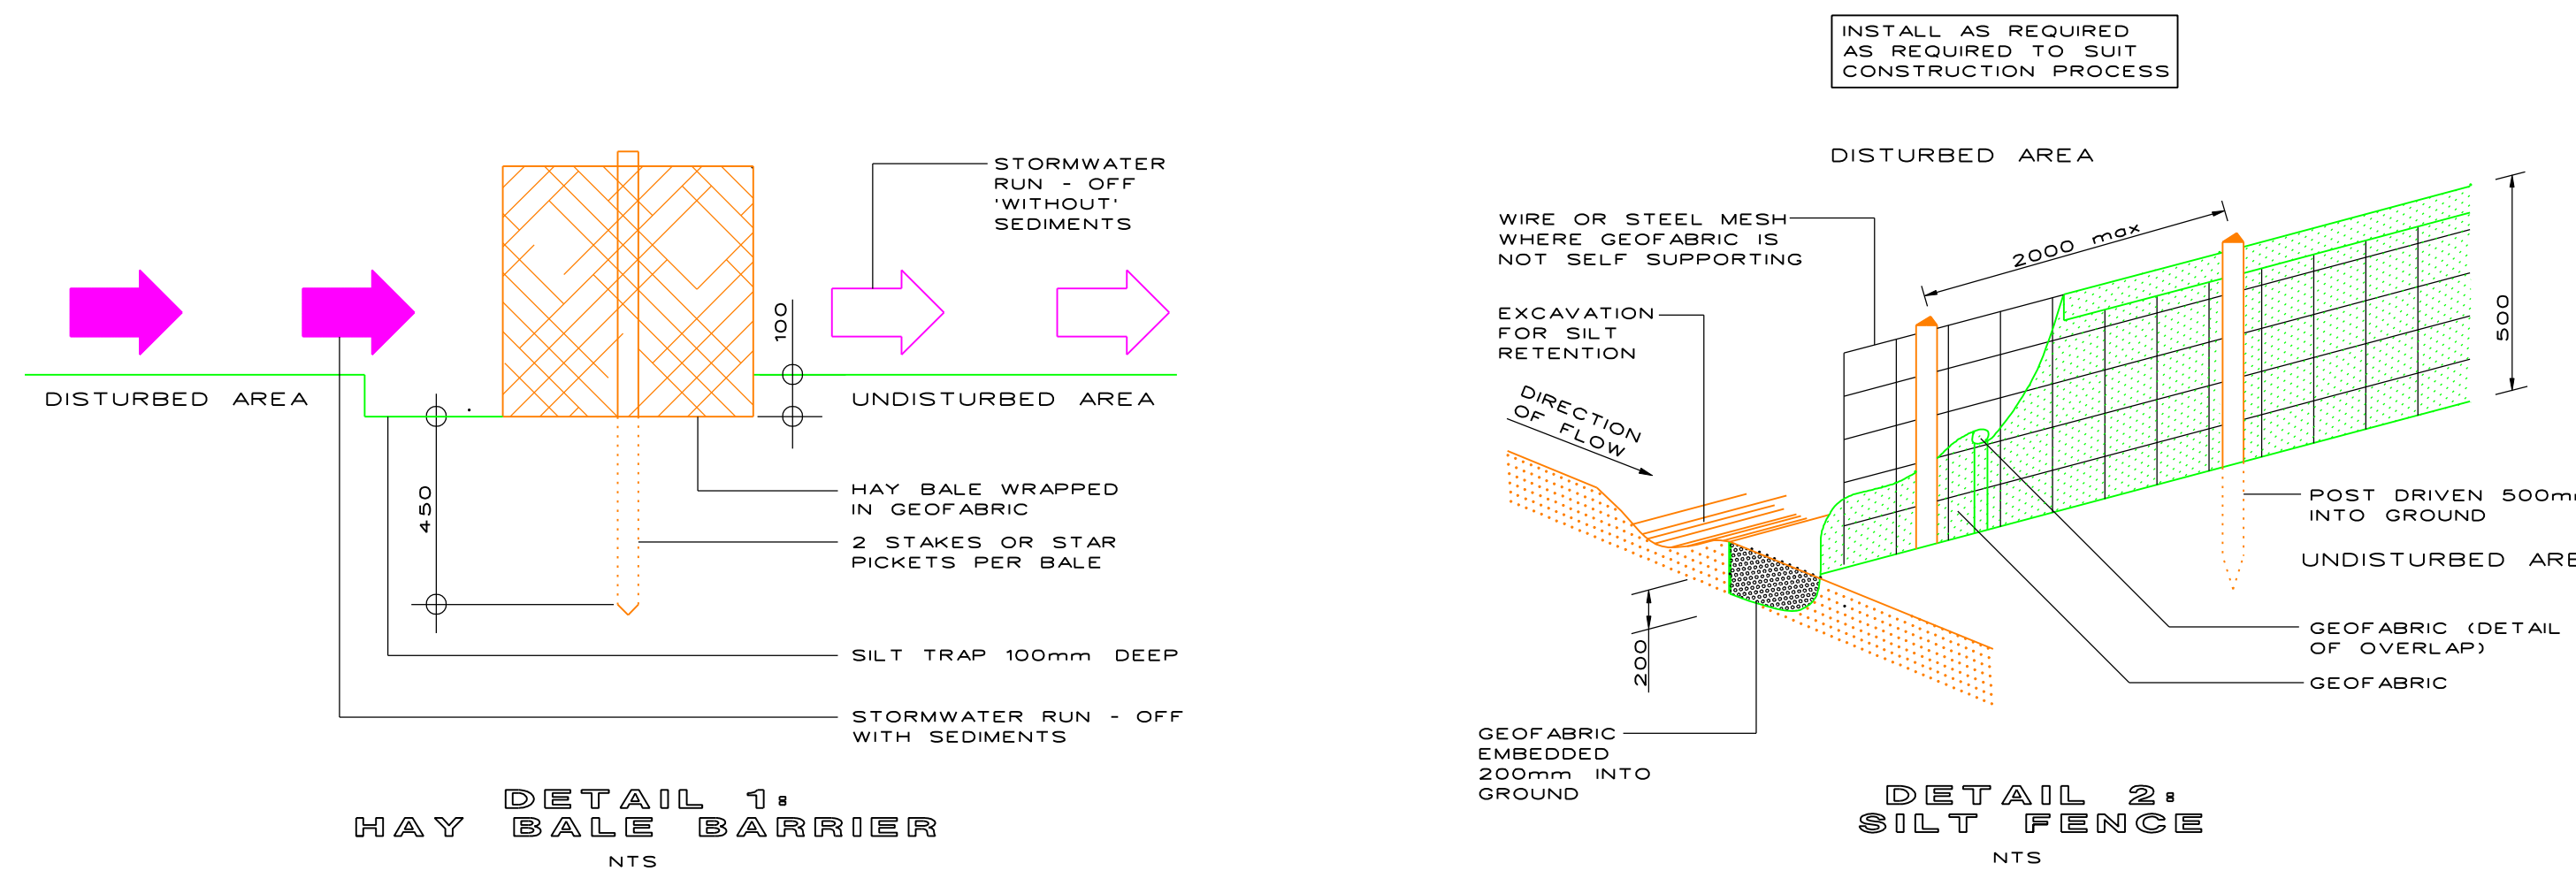 STORMWATER
RUN - OFF
'WITHOUT'
SEDIMENTS
100
DISTURBED AREA
UNDISTURBED AREA
450
HAY BALE WRAPPED
IN GEOFABRIC
2 STAKES OR STAR
PICKETS PER BALE
SILT TRAP 100mm DEEP
STORMWATER RUN - OFF
WITH SEDIMENTS
DETAIL 1:
HAY BALE BARRIER
NTS
INSTALL AS REQUIRED
AS REQUIRED TO SUIT
CONSTRUCTION PROCESS
DISTURBED AREA
WIRE OR STEEL MESH
WHERE GEOFABRIC IS
NOT SELF SUPPORTING
2000 max
500
EXCAVATION
FOR SILT
RETENTION
DIRECTION
OF FLOW
POST DRIVEN 500m
INTO GROUND
UNDISTURBED ARE
200
GEOFABRIC (DETAIL
OF OVERLAP)
GEOFABRIC
GEOFABRIC
EMBEDDED
200mm INTO
GROUND
DETAIL 2:
SILT FENCE
NTS